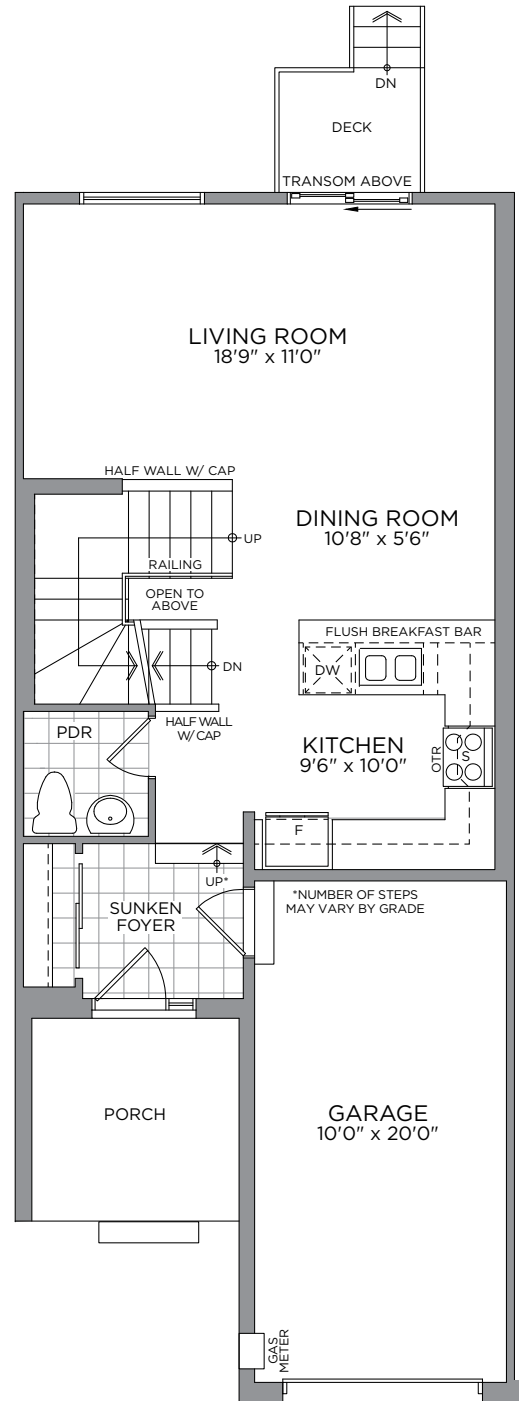 DN
DECK
TRANSOM ABOVE
LIVING ROOM
18'9" x 11'0"
HALF WALL W/ CAP
DINING ROOM
10'8" x 5'6"
UP
RAILING
OPEN TO
ABOVE
FLUSH BREAKFAST BAR
DW
DN
HALF WALL
W/ CAP
PDR
KITCHEN
9'6" x 10'0"
OTR
S
F
UP*
*NUMBER OF STEPS
MAY VARY BY GRADE
SUNKEN
FOYER
PORCH
GARAGE
10'0" x 20'0"
GAS
METER